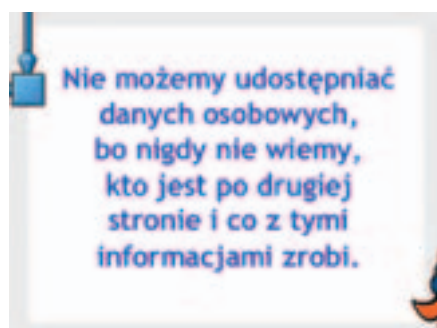 Nie możemy udostępniać
danych osobowych,
bo nigdy nie wiemy,
kto jest po drugiej
stronie i co z tymi
informacjami zrobi.